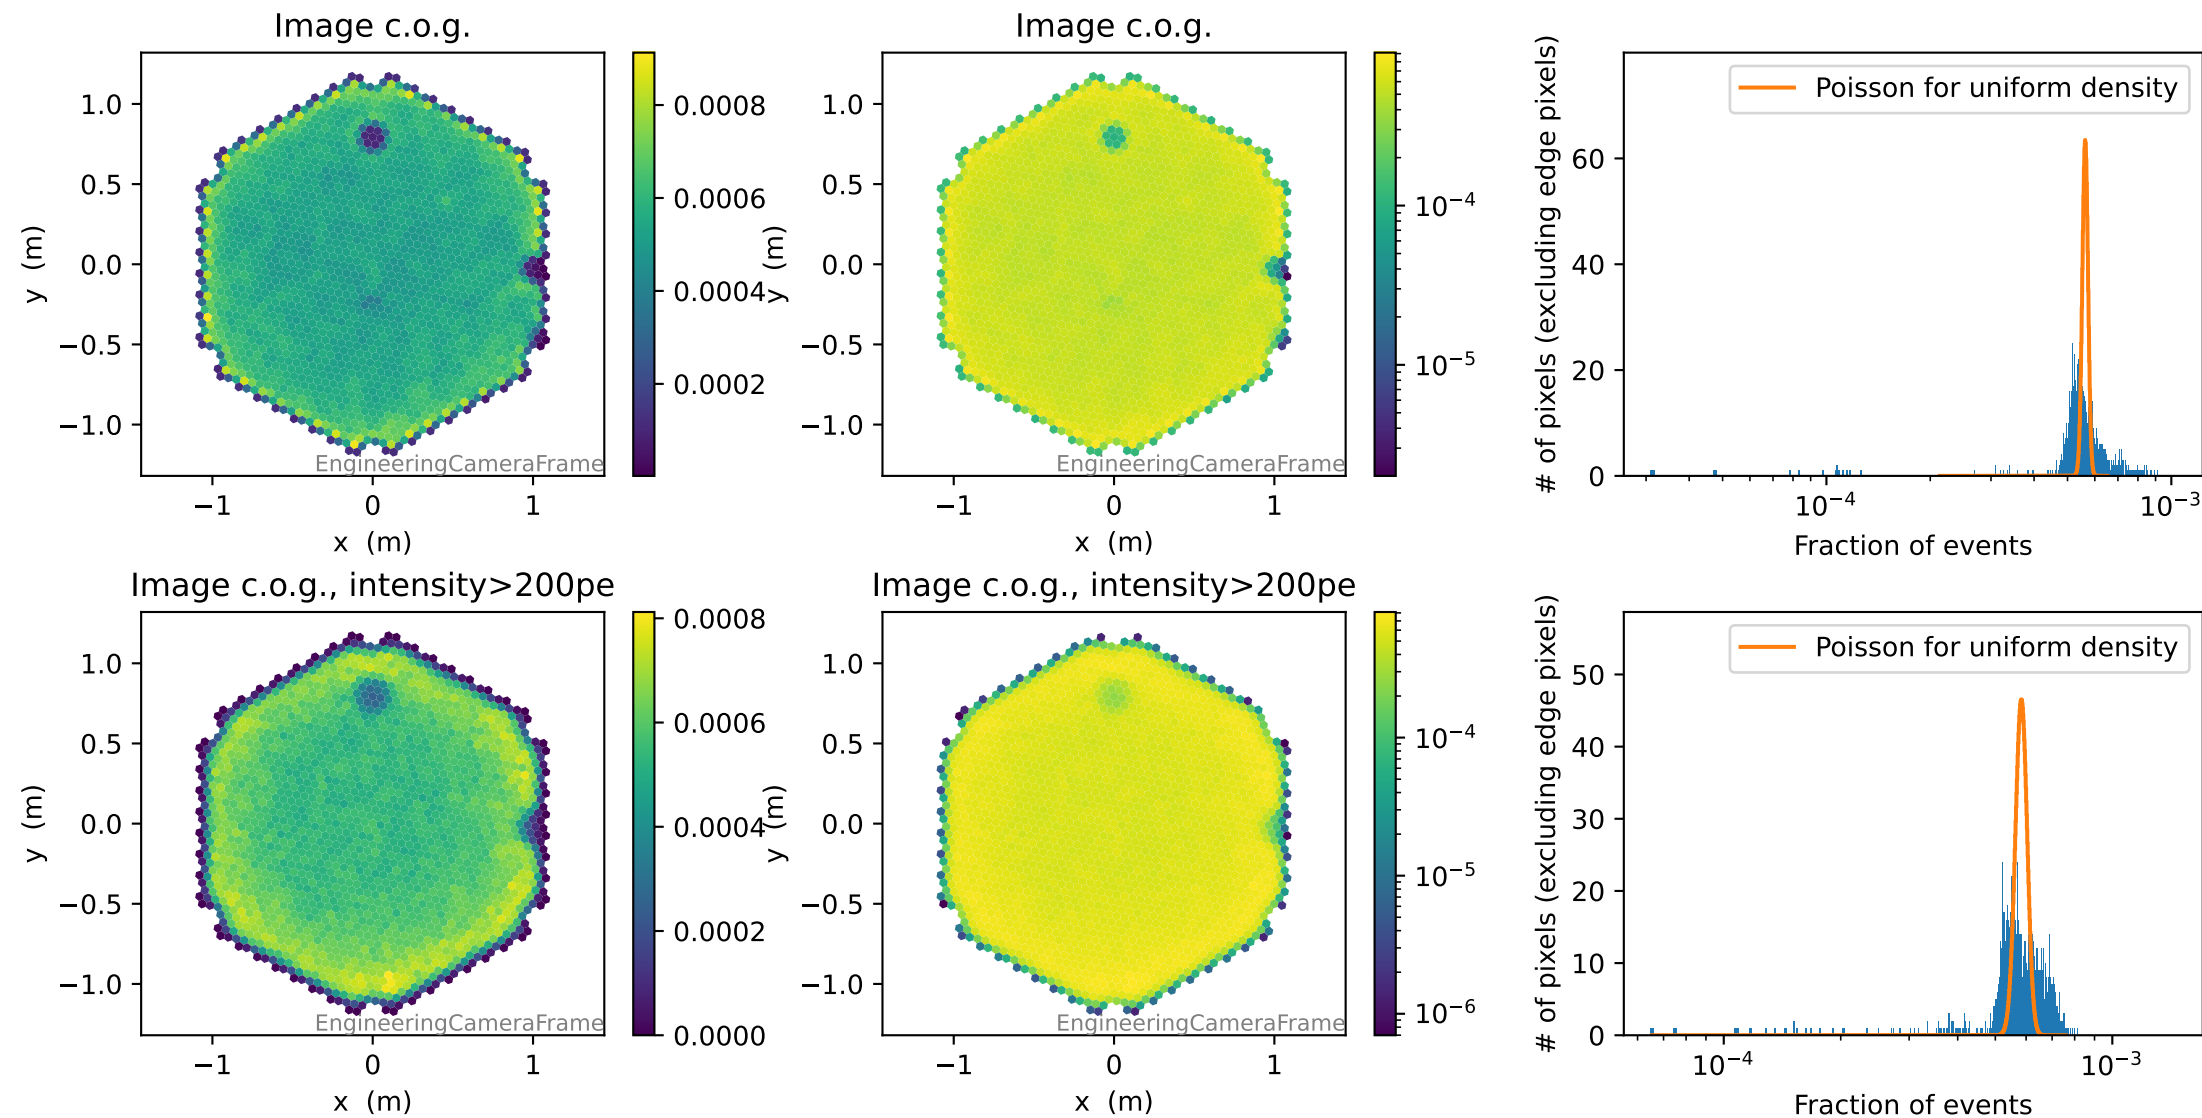 Image c.o.g.
y (m)
1.0
0.5
0.0
−0.5
−1.0
−1 0 1
x (m)
EngineeringCameraFrame
0.0008
0.0006
0.0004
0.0002
Image c.o.g.
y (m)
1.0
0.5
0.0
−0.5
−1.0
−1 0 1
x (m)
EngineeringCameraFrame
10⁻⁴
10⁻⁵
# of pixels (excluding edge pixels)
60
40
20
0
Poisson for uniform density
10⁻⁴ 10⁻³
Fraction of events
Image c.o.g., intensity>200pe
y (m)
1.0
0.5
0.0
−0.5
−1.0
−1 0 1
x (m)
EngineeringCameraFrame
0.0008
0.0006
0.0004
0.0002
0.0000
Image c.o.g., intensity>200pe
y (m)
1.0
0.5
0.0
−0.5
−1.0
−1 0 1
x (m)
EngineeringCameraFrame
10⁻⁴
10⁻⁵
10⁻⁶
# of pixels (excluding edge pixels)
50
40
30
20
10
0
Poisson for uniform density
10⁻⁴ 10⁻³
Fraction of events